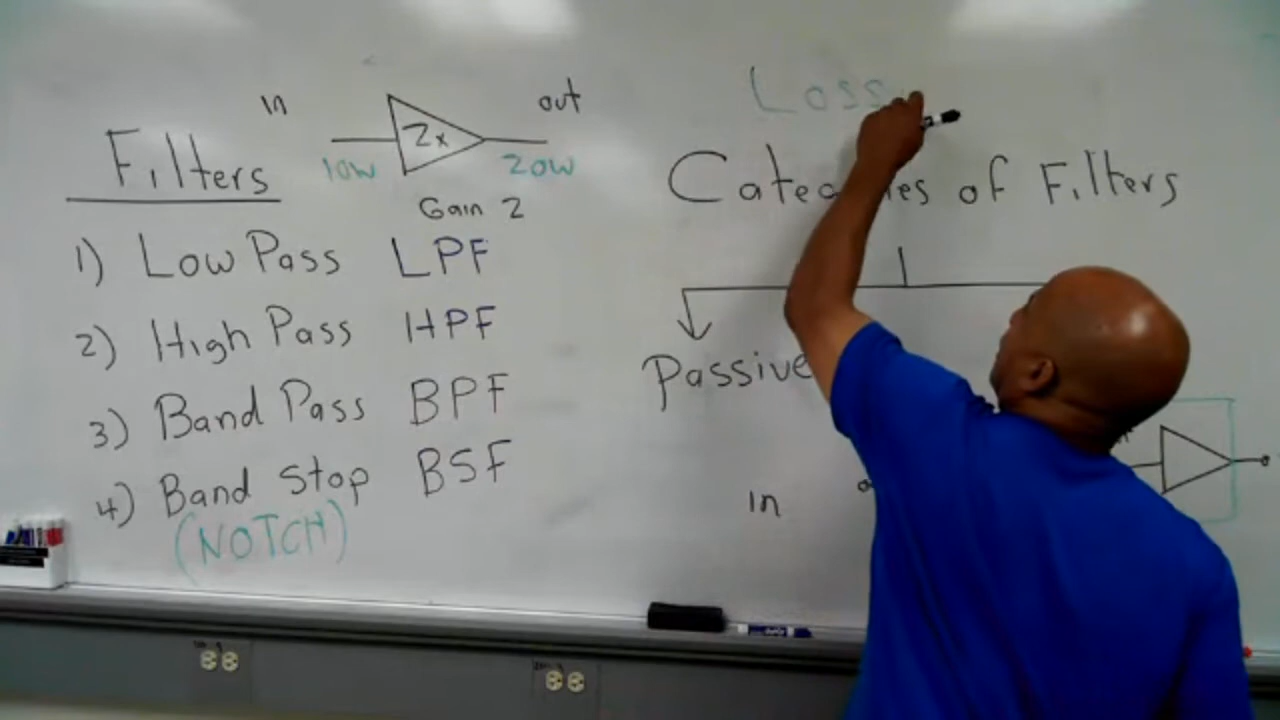 In
out
2x
10W
20W
Gain 2
Filters
1) Low Pass LPF
2) High Pass HPF
3) Band Pass BPF
4) Band Stop BSF
(NOTCH)
Loss
of Filters
Passive
In